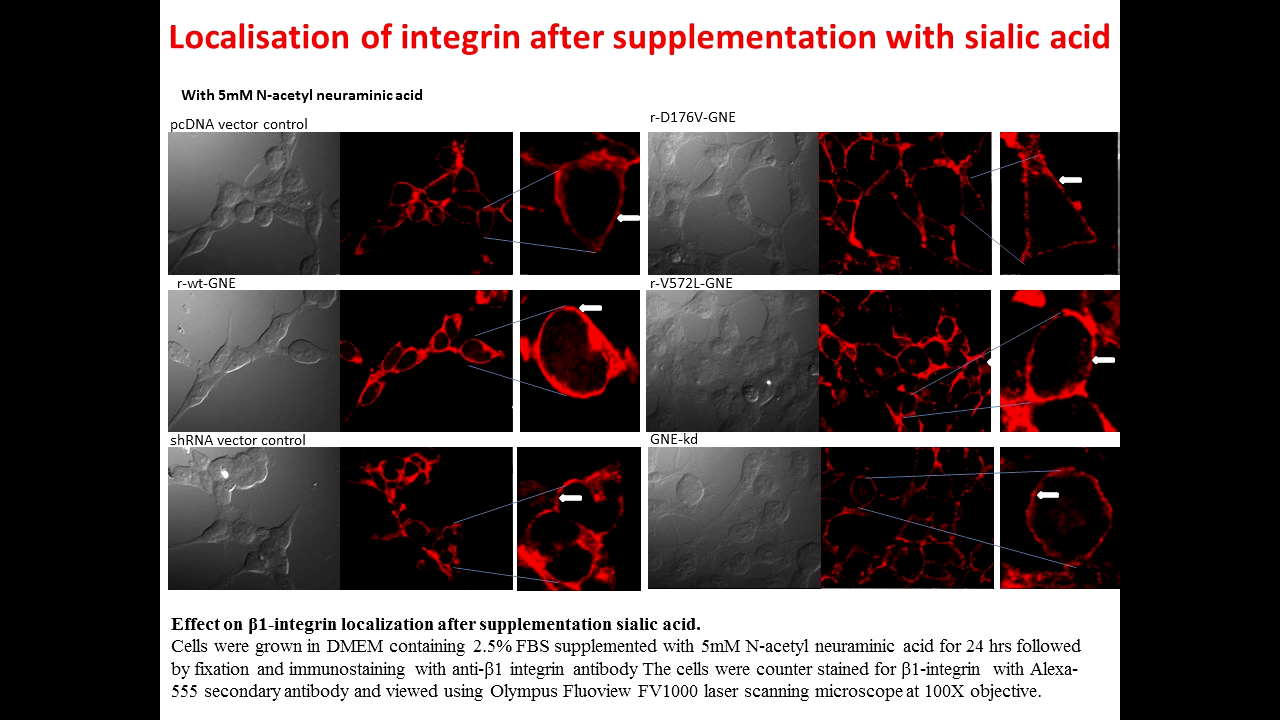 Localisation of integrin after supplementation with sialic acid
With 5mM N-acetyl neuraminic acid
pcDNA vector control
r-D176V-GNE
r-wt-GNE
r-V572L-GNE
shRNA vector control
GNE-kd
Effect on β1-integrin localization after supplementation sialic acid.
Cells were grown in DMEM containing 2.5% FBS supplemented with 5mM N-acetyl neuraminic acid for 24 hrs followed
by fixation and immunostaining with anti-β1 integrin antibody The cells were counter stained for β1-integrin with Alexa-
555 secondary antibody and viewed using Olympus Fluoview FV1000 laser scanning microscope at 100X objective.